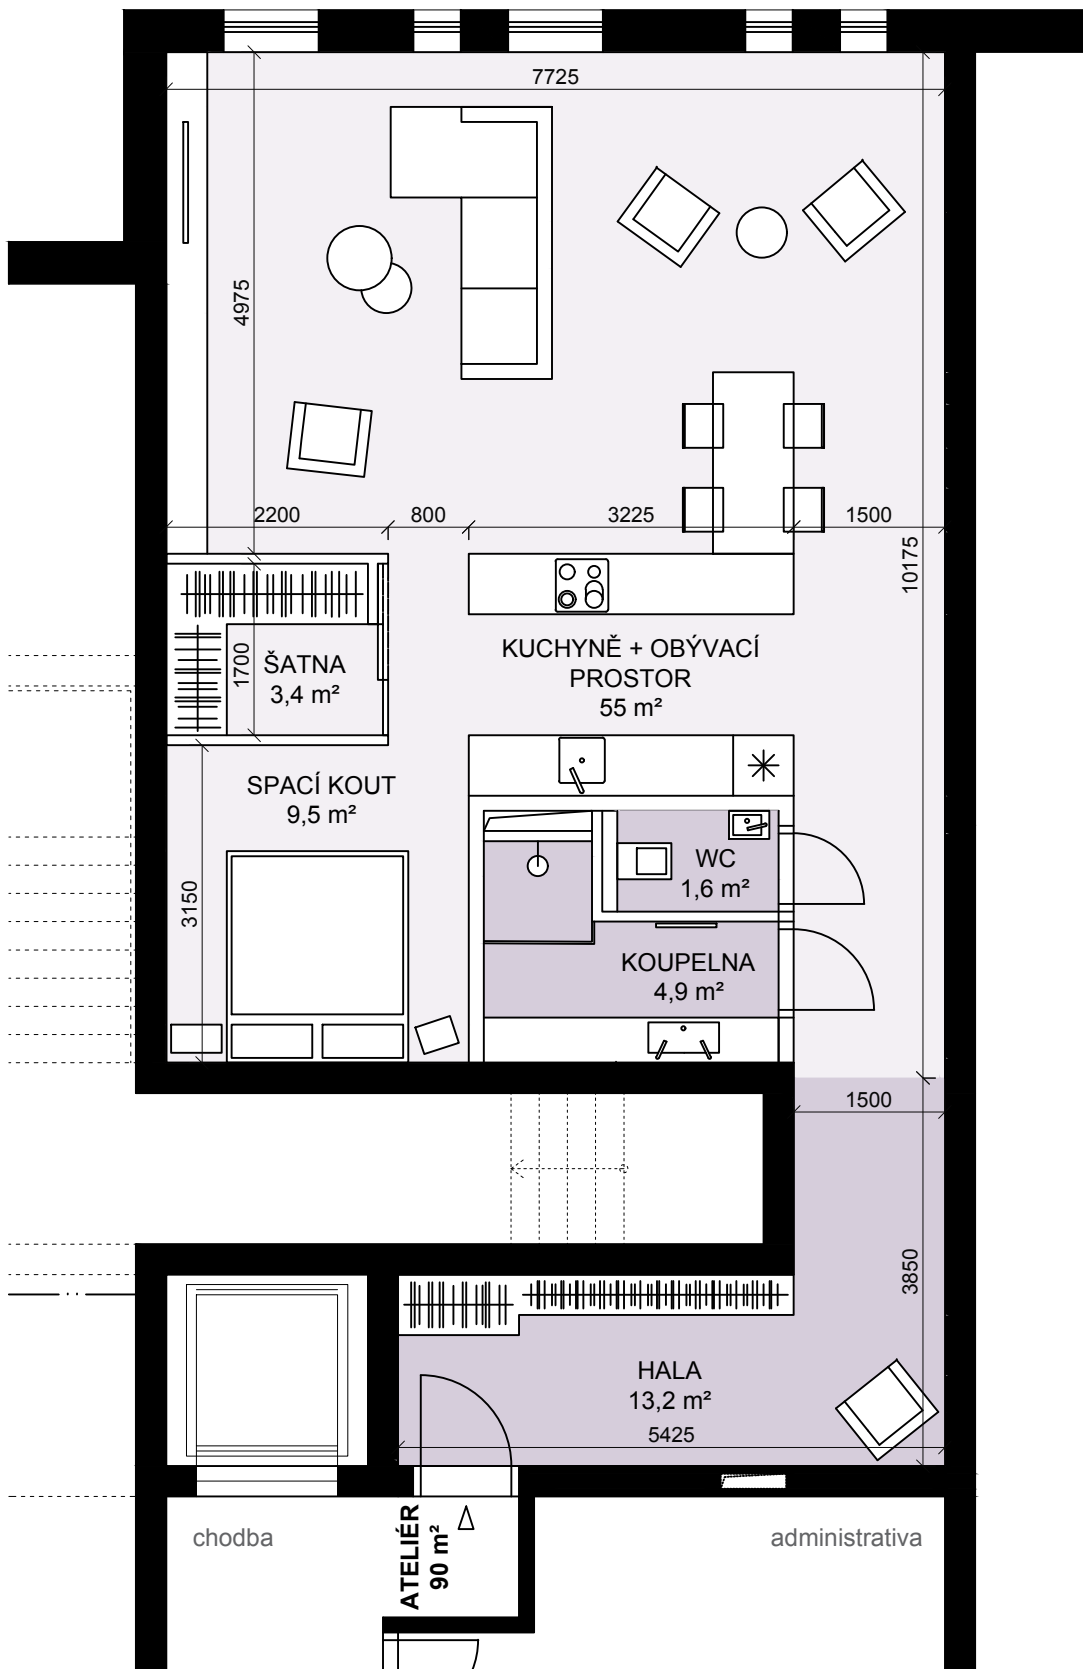 7725
4975
2200
800
3225
1500
10175
1700
ŠATNA
3,4 m²
KUCHYNĚ + OBÝVACÍ
PROSTOR
55 m²
SPACÍ KOUT
9,5 m²
3150
WC
1,6 m²
KOUPELNA
4,9 m²
1500
3850
HALA
13,2 m²
5425
chodba
ATELIÉR
90 m²
administrativa